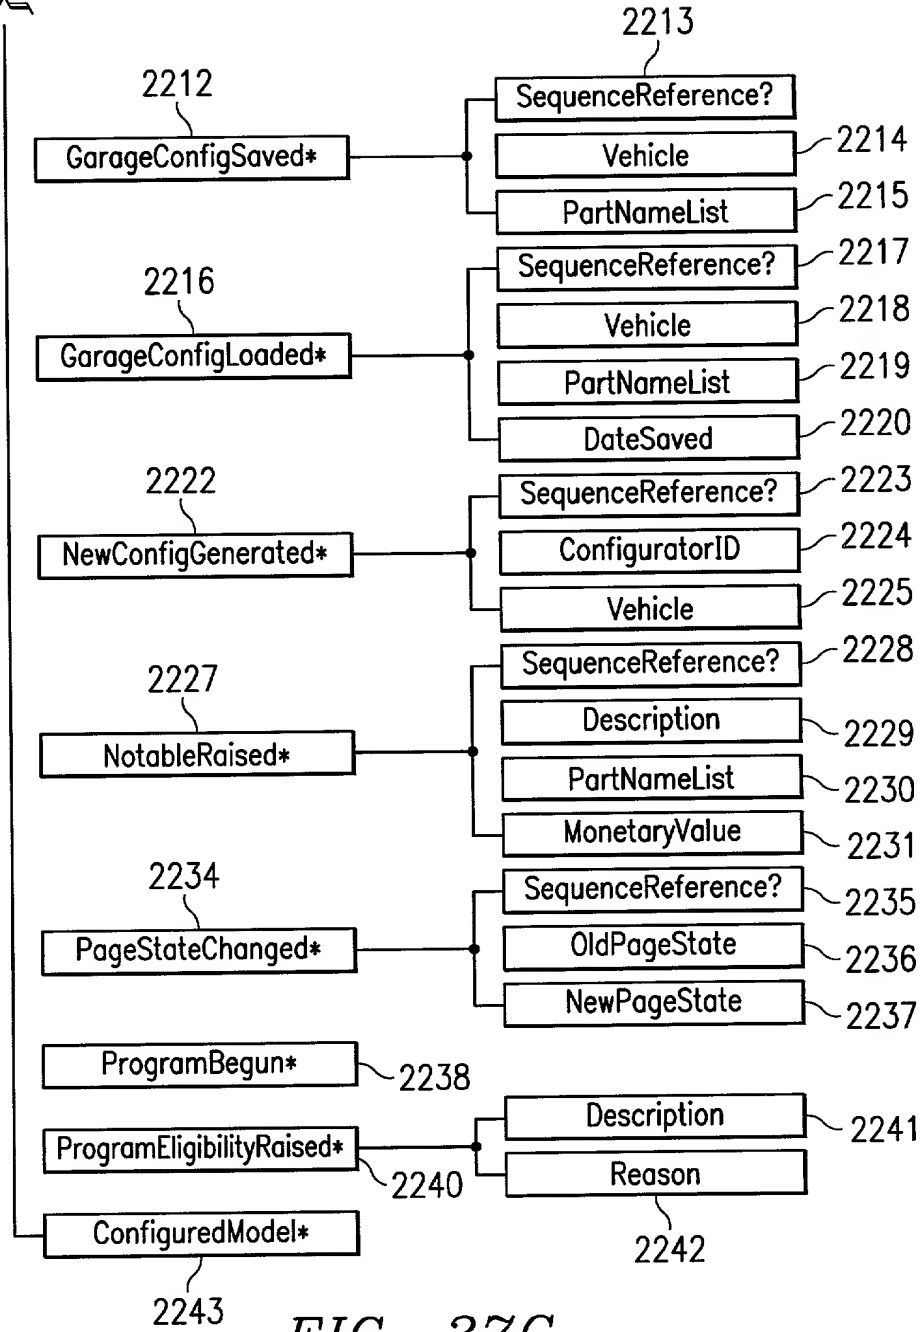 2213
SequenceReference?
2212
GarageConfigSaved*
Vehicle
2214
PartNameList
2215
SequenceReference?
2217
2216
GarageConfigLoaded*
Vehicle
2218
PartNameList
2219
DateSaved
2220
2222
SequenceReference?
2223
NewConfigGenerated*
ConfiguratorID
2224
Vehicle
2225
SequenceReference?
2228
2227
NotableRaised*
Description
2229
PartNameList
2230
MonetaryValue
2231
2234
SequenceReference?
2235
PageStateChanged*
OldPageState
2236
NewPageState
2237
ProgramBegun*
2238
Description
2241
ProgramEligibilityRaised*
2240
Reason
2242
ConfiguredModel*
2243
FIG. 37C